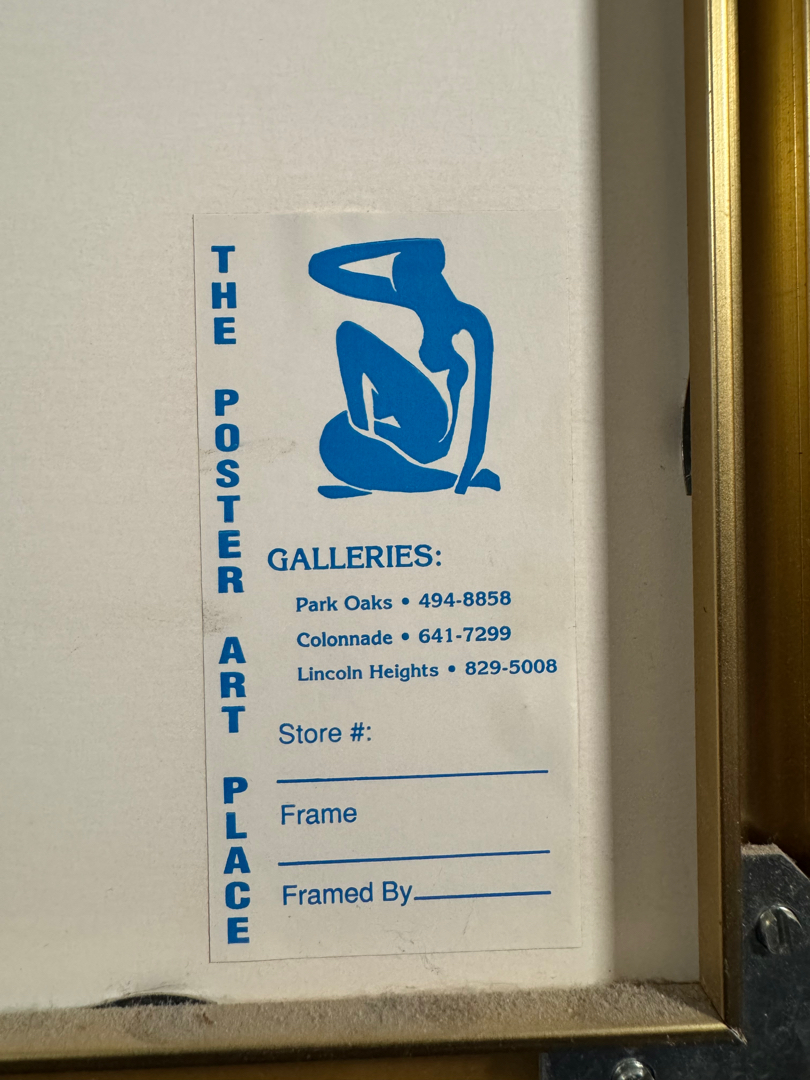 THE POSTER ART PLACE
GALLERIES:
Park Oaks • 494-8858
Colonnade • 641-7299
Lincoln Heights • 829-5008
Store #:
Frame
Framed By